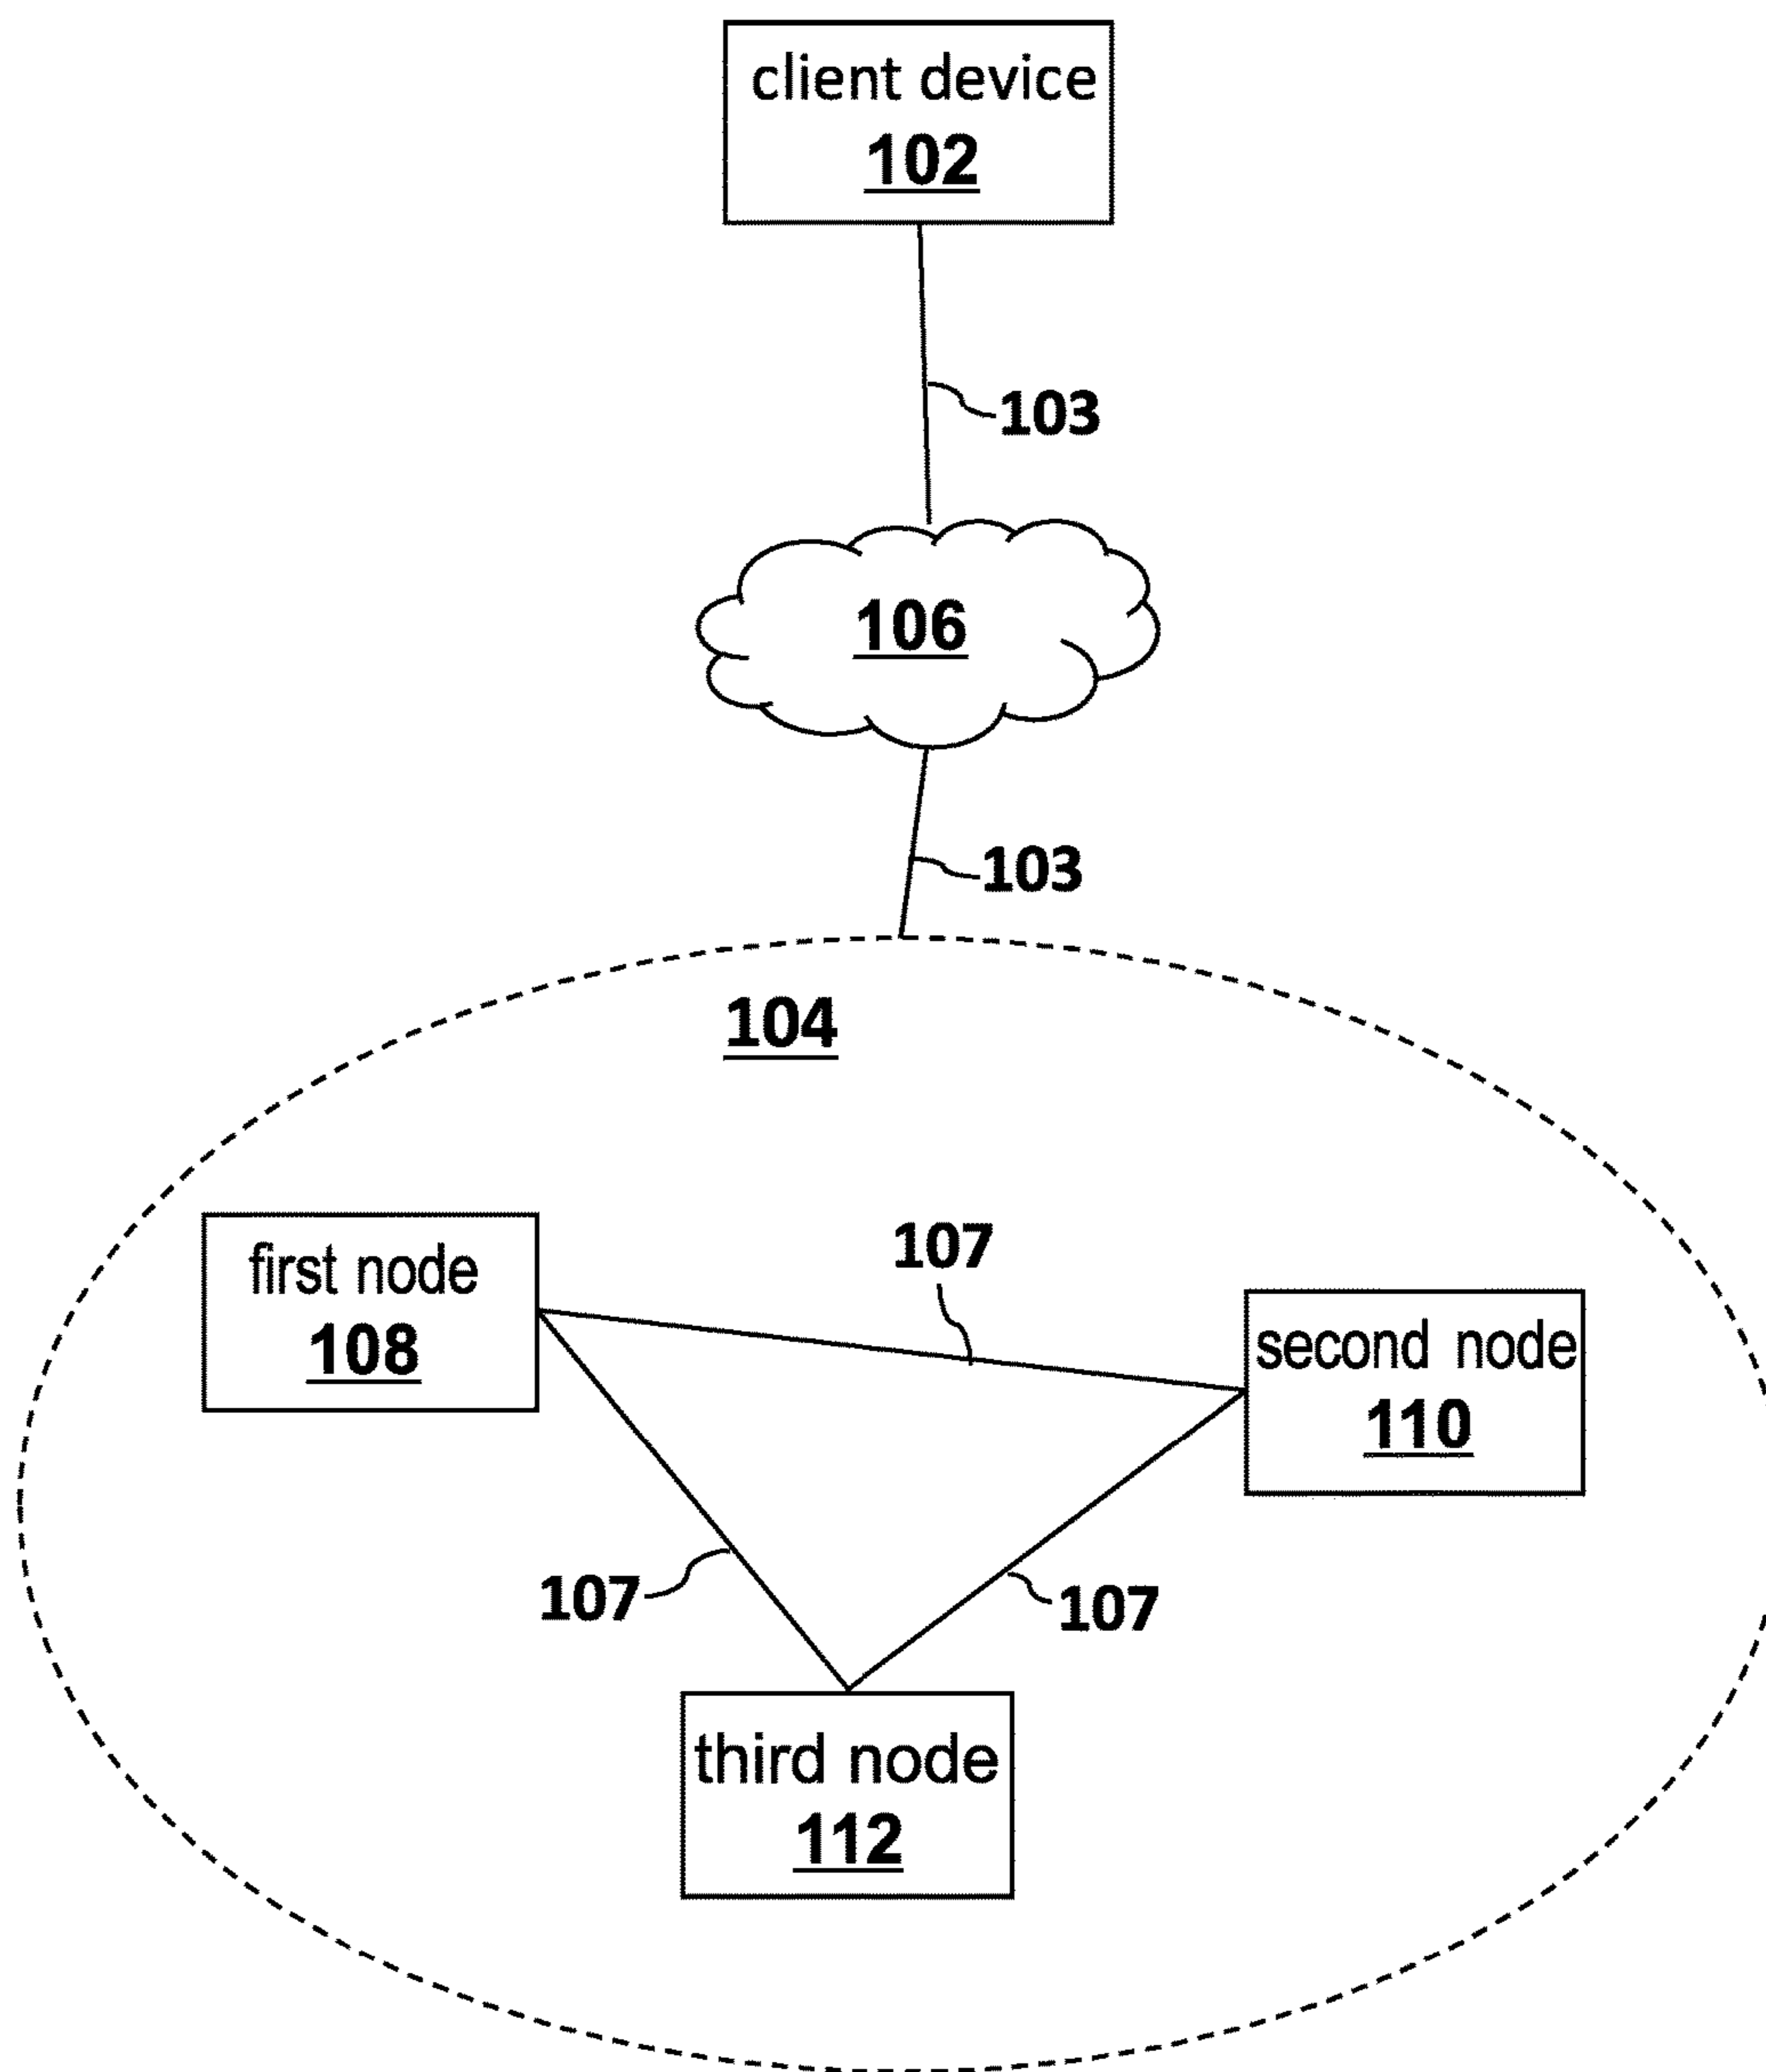 client device
102
103
106
103
104
107
first node
108
second node
110
107
107
third node
112